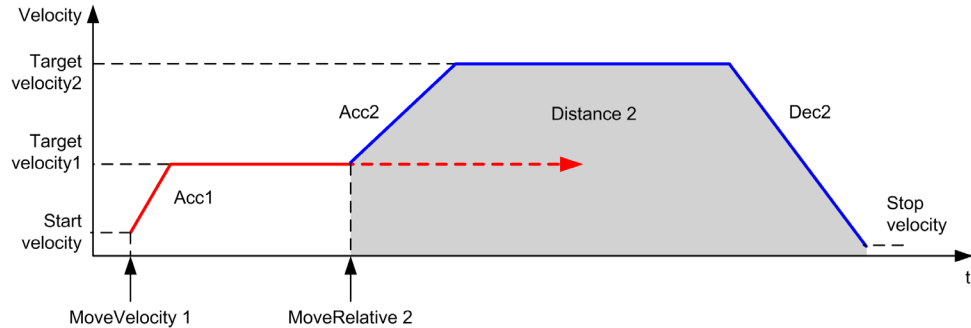 Velocity
Target
velocity2
Acc2
Distance 2
Dec2
Target
velocity1
Acc1
Start
velocity
Stop
velocity
t
MoveVelocity 1
MoveRelative 2